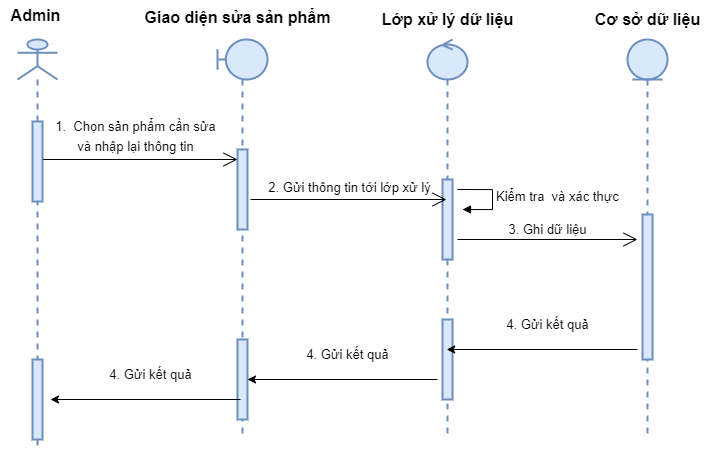 Admin
Giao diện sửa sản phẩm
Lớp xử lý dữ liệu
Cơ sở dữ liệu
1. Chọn sản phẩm cần sửa
và nhập lại thông tin
2. Gửi thông tin tới lớp xử lý
Kiểm tra và xác thực
3. Ghi dữ liệu
4. Gửi kết quả
4. Gửi kết quả
4. Gửi kết quả